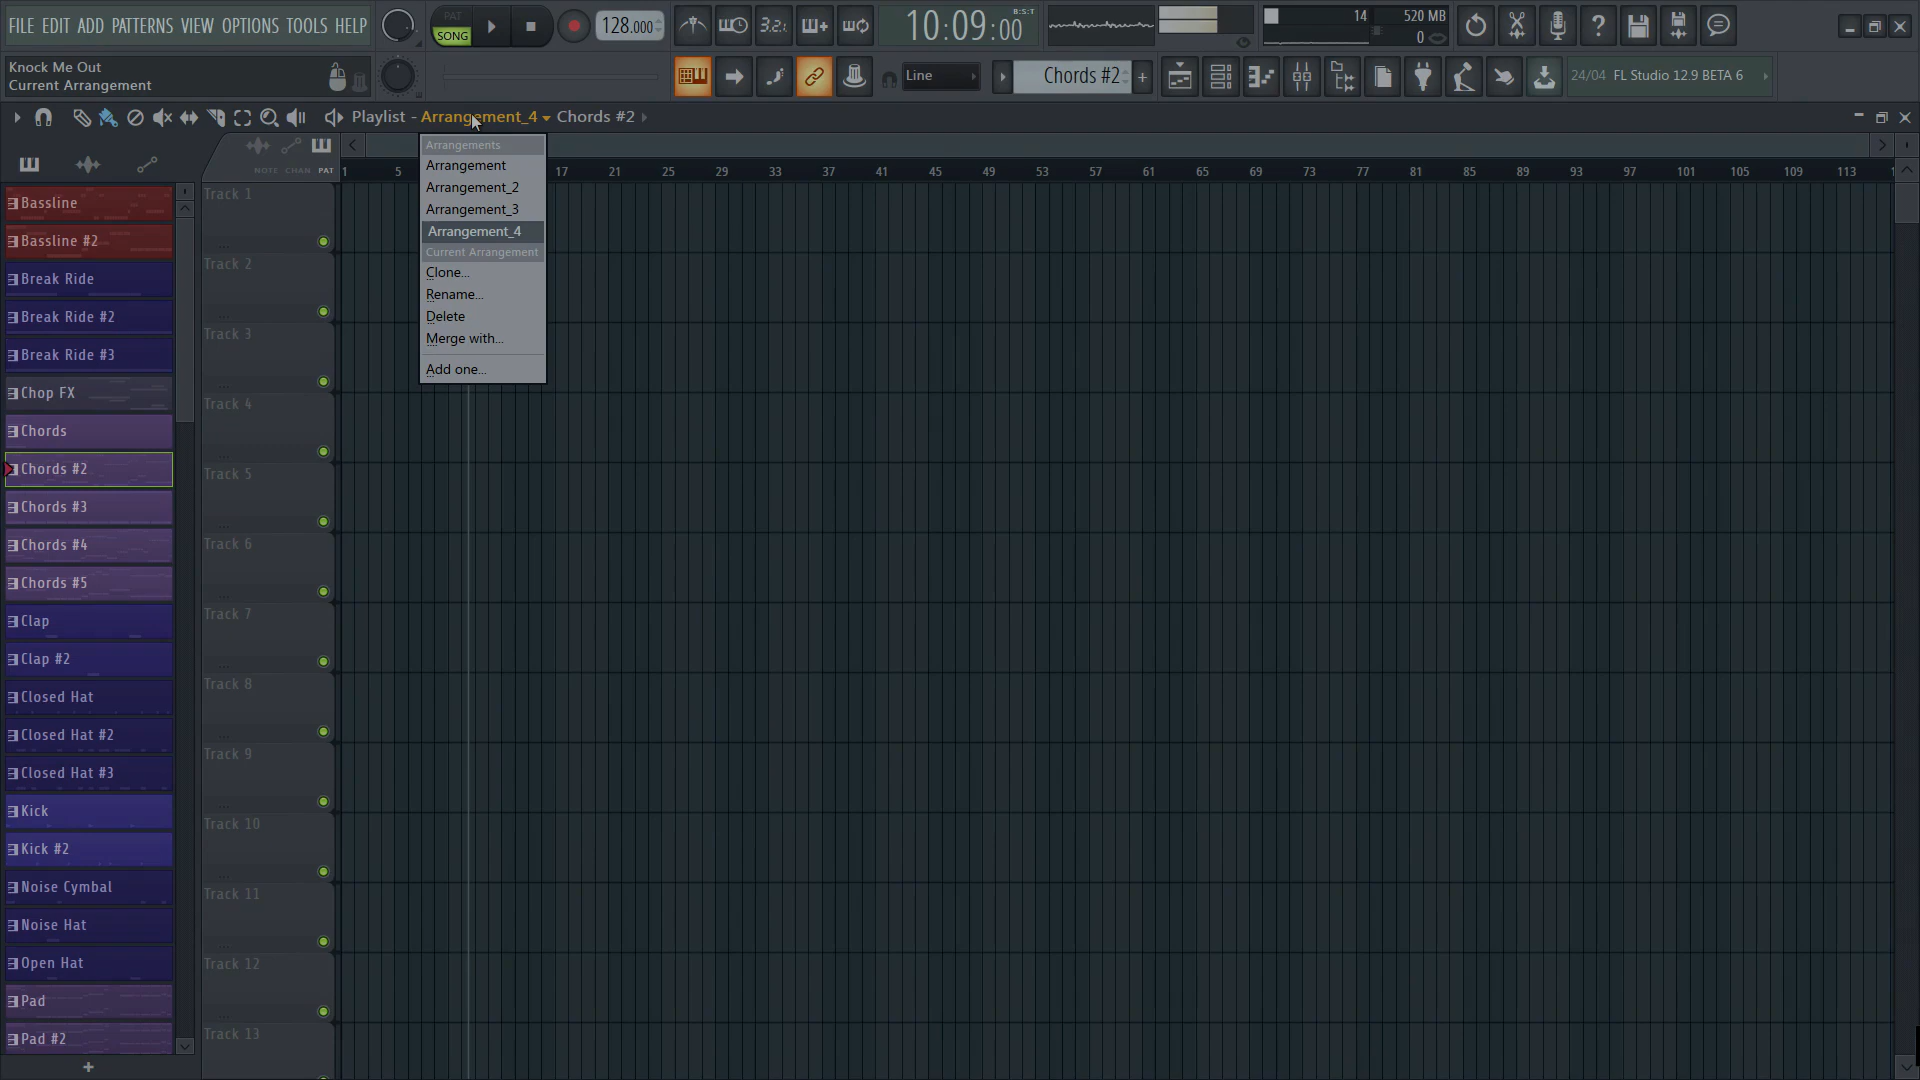 FILE EDIT ADD PATTERNS VIEW OPTIONS TOOLS HELP
PAT
SONG
128.000
3.2.1
10:09:00
B:S:T
14
520 MB
0
Knock Me Out
Current Arrangement
Line
Chords #2
24/04 FL Studio 12.9 BETA 6
Playlist - Arrangement_4 Chords #2
NOTE CHAN PAT
1 5 17 21 25 29 33 37 41 45 49 53 57 61 65 69 73 77 81 85 89 93 97 101 105 109 113
Arrangements
Arrangement
Arrangement_2
Arrangement_3
Arrangement_4
Current Arrangement
Clone...
Rename...
Delete
Merge with...
Add one...
Bassline
Bassline #2
Break Ride
Break Ride #2
Break Ride #3
Chop FX
Chords
Chords #2
Chords #3
Chords #4
Chords #5
Clap
Clap #2
Closed Hat
Closed Hat #2
Closed Hat #3
Kick
Kick #2
Noise Cymbal
Noise Hat
Open Hat
Pad
Pad #2
Track 1
Track 2
Track 3
Track 4
Track 5
Track 6
Track 7
Track 8
Track 9
Track 10
Track 11
Track 12
Track 13